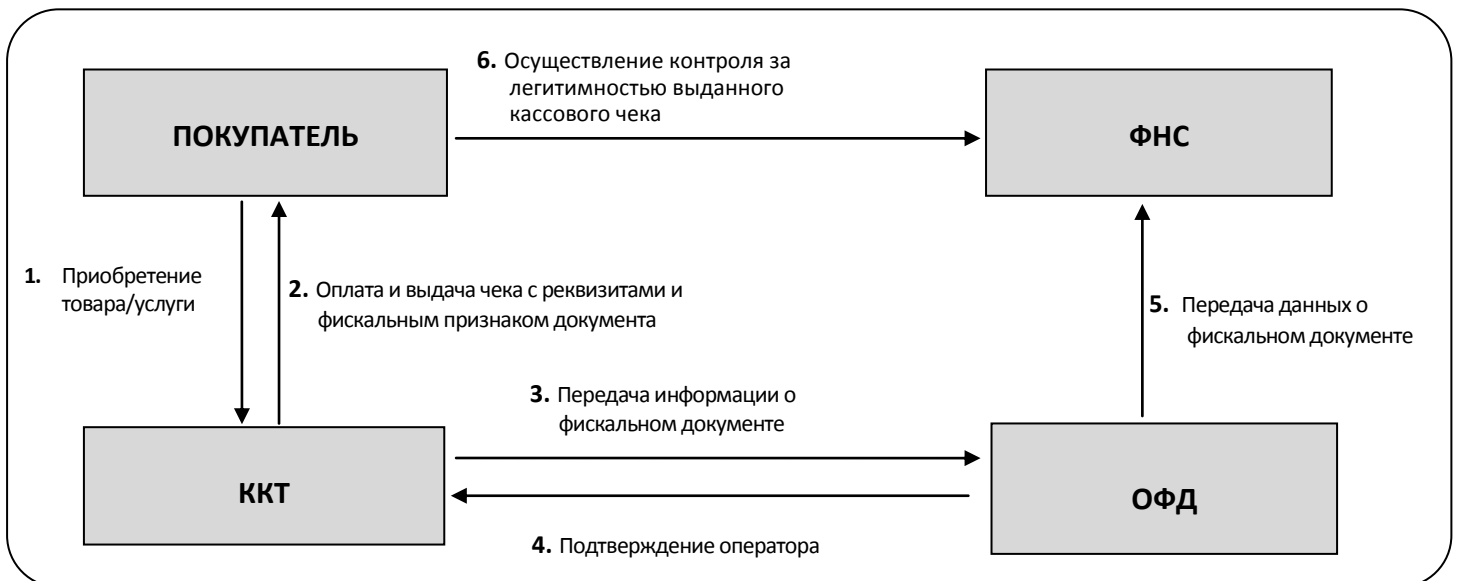 6. Осуществление контроля за
легитимностью выданного
кассового чека
ПОКУПАТЕЛЬ
ФНС
1. Приобретение
товара/услуги
2. Оплата и выдача чека с реквизитами и
фискальным признаком документа
5. Передача данных о
фискальном документе
3. Передача информации о
фискальном документе
ККТ
ОФД
4. Подтверждение оператора